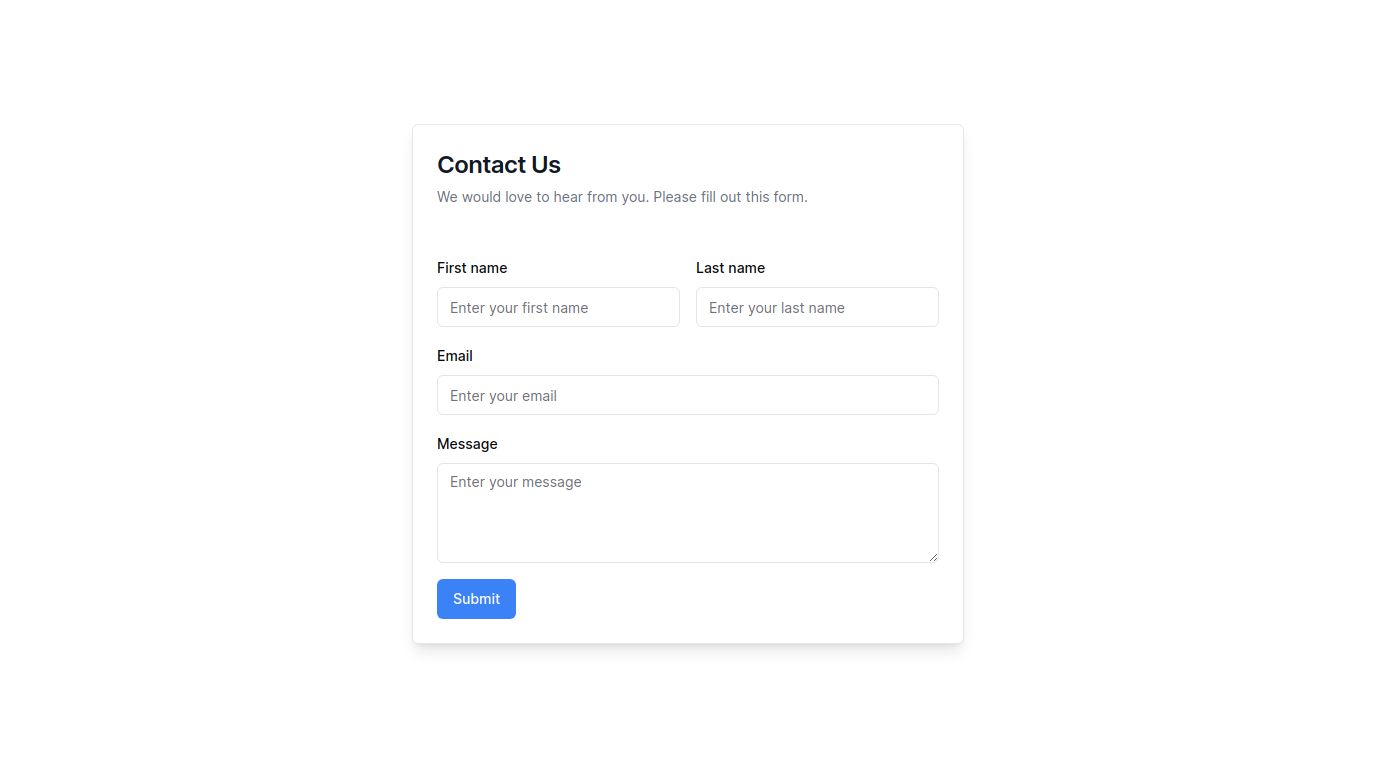 Contact Us
We would love to hear from you. Please fill out this form.
First name
Last name
Enter your first name
Enter your last name
Email
Enter your email
Message
Enter your message
Submit